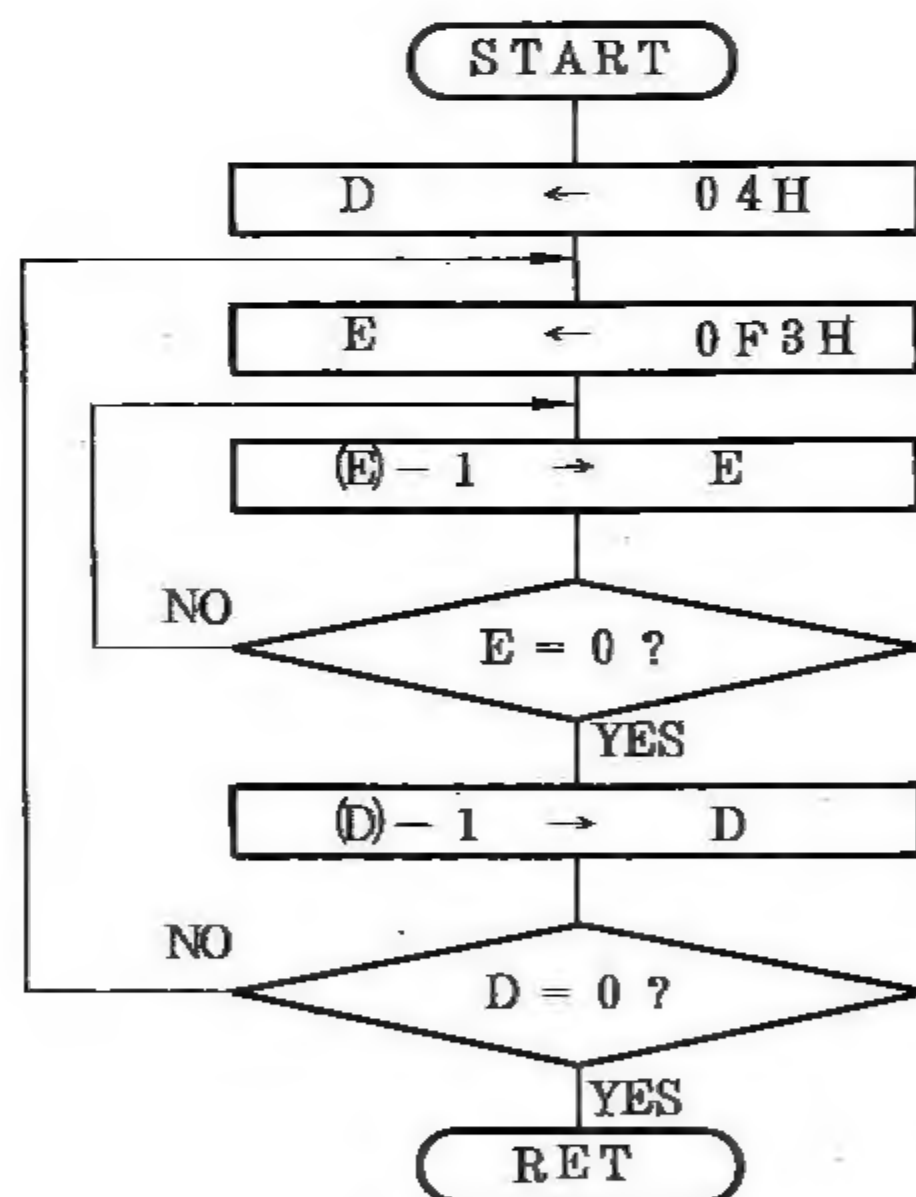 START
D ← 04H
E ← 0F3H
(E)-1 → E
NO
E = 0 ?
YES
(D)-1 → D
NO
D = 0 ?
YES
RET